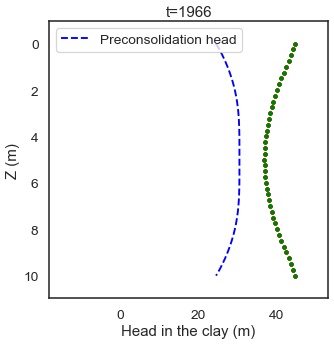 t=1966
Preconsolidation head
0
2
4
6
8
10
Z (m)
0 20 40
Head in the clay (m)